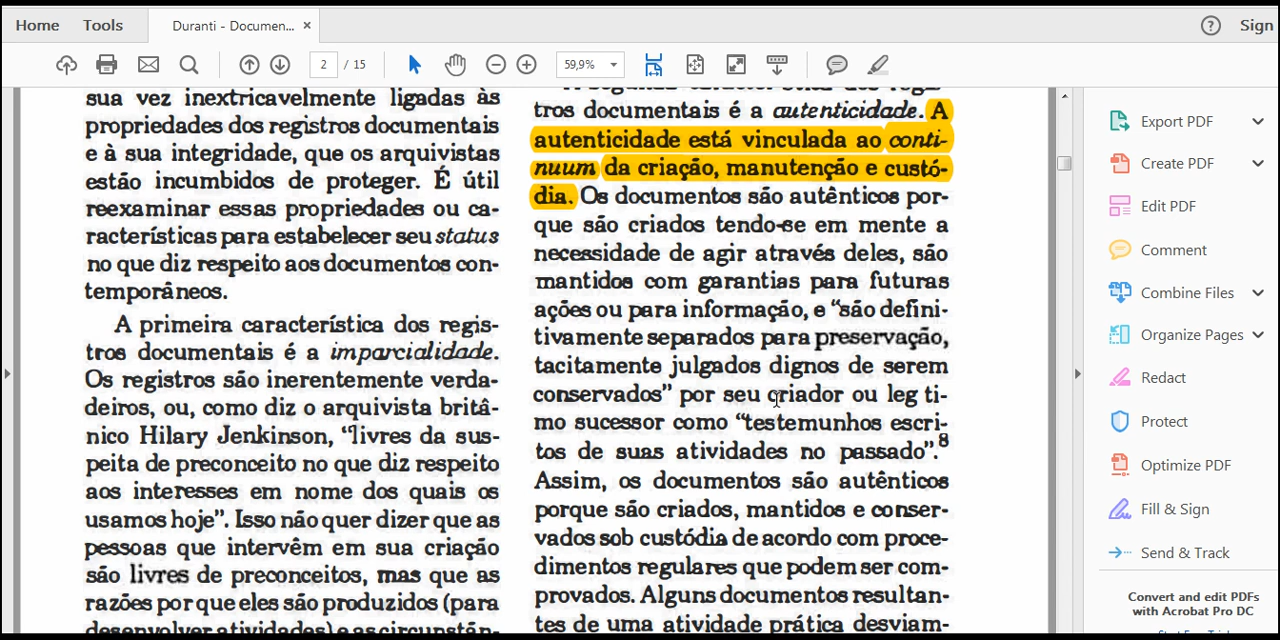 Home Tools Duranti - Documen... × Sign
2 / 15 59,9%
sua vez inextricavelmente ligadas às
propriedades dos registros documentais
e à sua integridade, que os arquivistas
estão incumbidos de proteger. É útil
reexaminar essas propriedades ou ca-
racterísticas para estabelecer seu status
no que diz respeito aos documentos con-
temporâneos.
A primeira característica dos regis-
tros documentais é a imparcialidade.
Os registros são inerentemente verda-
deiros, ou, como diz o arquivista britâ-
nico Hilary Jenkinson, “livres da sus-
peita de preconceito no que diz respeito
aos interesses em nome dos quais os
usamos hoje”. Isso não quer dizer que as
pessoas que intervêm em sua criação
são livres de preconceitos, mas que as
razões por que eles são produzidos (para
desenvolver atividades) e as circunstân-
tros documentais é a autenticidade. A
autenticidade está vinculada ao conti-
nuum da criação, manutenção e custó-
dia. Os documentos são autênticos por-
que são criados tendo-se em mente a
necessidade de agir através deles, são
mantidos com garantias para futuras
ações ou para informação, e “são defini-
tivamente separados para preservação,
tacitamente julgados dignos de serem
conservados” por seu criador ou leg ti-
mo sucessor como “testemunhos escri-
tos de suas atividades no passado”.8
Assim, os documentos são autênticos
porque são criados, mantidos e conser-
vados sob custódia de acordo com proce-
dimentos regulares que podem ser com-
provados. Alguns documentos resultan-
tes de uma atividade prática desviam-
Export PDF
Create PDF
Edit PDF
Comment
Combine Files
Organize Pages
Redact
Protect
Optimize PDF
Fill & Sign
Send & Track
Convert and edit PDFs
with Acrobat Pro DC